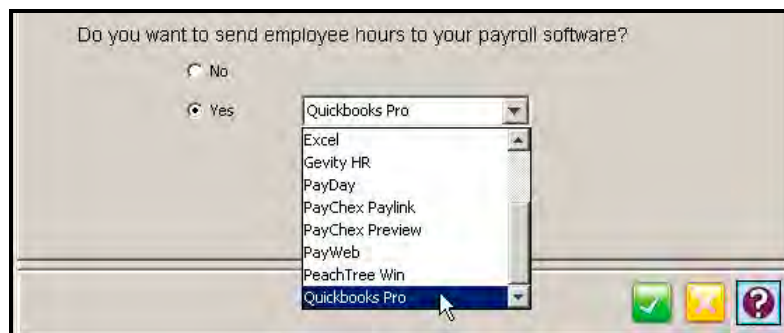 Do you want to send employee hours to your payroll software?
No
Yes
Quickbooks Pro
Excel
Gevity HR
PayDay
PayChex Paylink
PayChex Preview
PayWeb
PeachTree Win
Quickbooks Pro
?